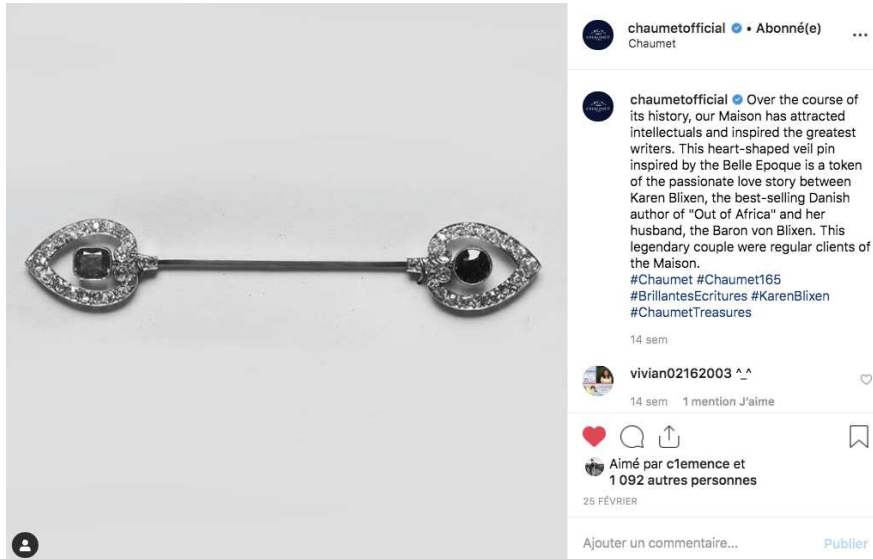 chaumetofficial • Abonné(e)
Chaumet
chaumetofficial Over the course of
its history, our Maison has attracted
intellectuals and inspired the greatest
writers. This heart-shaped veil pin
inspired by the Belle Epoque is a token
of the passionate love story between
Karen Blixen, the best-selling Danish
author of "Out of Africa" and her
husband, the Baron von Blixen. This
legendary couple were regular clients of
the Maison.
#Chaumet #Chaumet165
#BrillantesEcritures #KarenBlixen
#ChaumetTreasures
14 sem
vivian02162003 ^_^
14 sem 1 mention J'aime
Aimé par c1emence et
1 092 autres personnes
25 FÉVRIER
Ajouter un commentaire... Publier